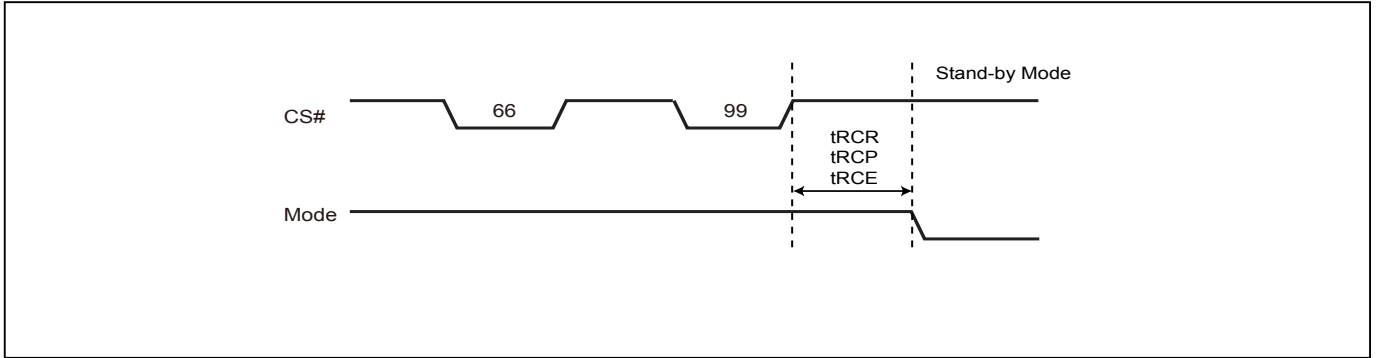 Stand-by Mode
CS#
66
99
tRCR
tRCP
tRCE
Mode